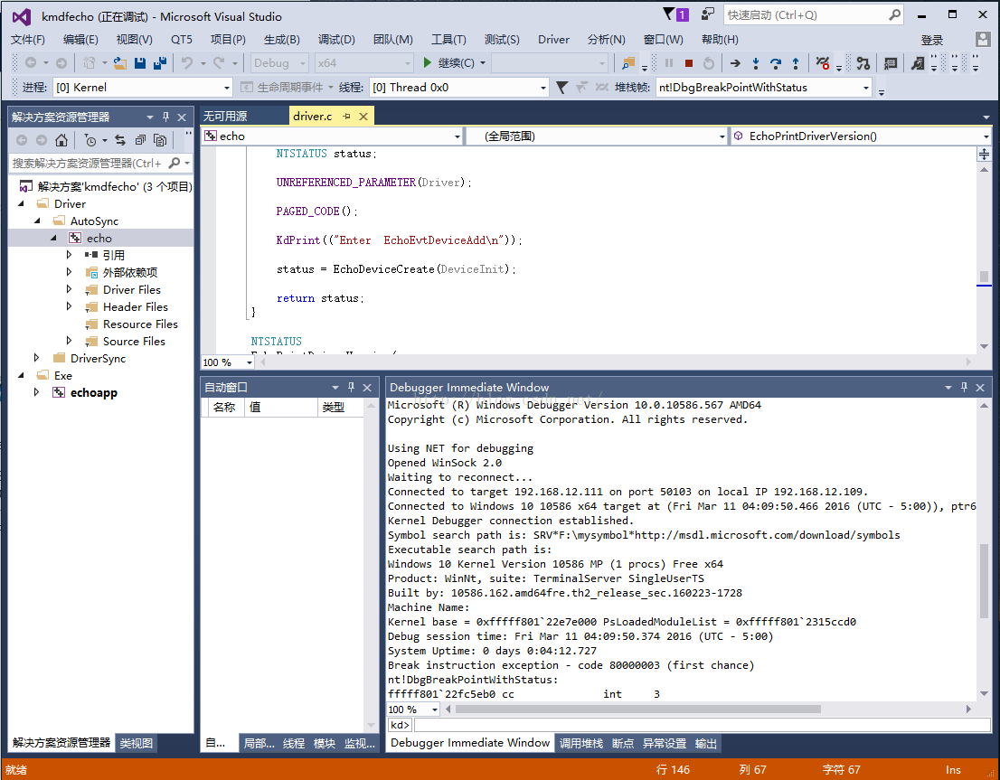 kmdfecho (正在调试) - Microsoft Visual Studio
1
快速启动 (Ctrl+Q)
文件(F) 编辑(E) 视图(V) QT5 项目(P) 生成(B) 调试(D) 团队(M) 工具(T) 测试(S) Driver 分析(N) 窗口(W) 帮助(H) 登录
Debug x64 继续(C)
进程: [0] Kernel 生命周期事件 线程: [0] Thread 0x0 堆栈帧: nt!DbgBreakPointWithStatus
解决方案资源管理器
搜索解决方案资源管理器(Ctrl+
解决方案'kmdfecho' (3 个项目)
Driver
AutoSync
echo
引用
外部依赖项
Driver Files
Header Files
Resource Files
Source Files
DriverSync
Exe
echoapp
解决方案资源管理器 类视图
无可用源 driver.c
echo (全局范围) EchoPrintDriverVersion()
NTSTATUS status;
UNREFERENCED_PARAMETER(Driver);
PAGED_CODE();
KdPrint(("Enter  EchoEvtDeviceAdd\n"));
status = EchoDeviceCreate(DeviceInit);
return status;
}
NTSTATUS
100 %
自动窗口
名称 值 类型
自... 局部... 线程 模块 监视...
Debugger Immediate Window
Microsoft (R) Windows Debugger Version 10.0.10586.567 AMD64
Copyright (c) Microsoft Corporation. All rights reserved.
Using NET for debugging
Opened WinSock 2.0
Waiting to reconnect...
Connected to target 192.168.12.111 on port 50103 on local IP 192.168.12.109.
Connected to Windows 10 10586 x64 target at (Fri Mar 11 04:09:50.466 2016 (UTC - 5:00)), ptr6
Kernel Debugger connection established.
Symbol search path is: SRV*F:\mysymbol*http://msdl.microsoft.com/download/symbols
Executable search path is:
Windows 10 Kernel Version 10586 MP (1 procs) Free x64
Product: WinNt, suite: TerminalServer SingleUserTS
Built by: 10586.162.amd64fre.th2_release_sec.160223-1728
Machine Name:
Kernel base = 0xfffff801`22e7e000 PsLoadedModuleList = 0xfffff801`2315ccd0
Debug session time: Fri Mar 11 04:09:50.374 2016 (UTC - 5:00)
System Uptime: 0 days 0:04:12.727
Break instruction exception - code 80000003 (first chance)
nt!DbgBreakPointWithStatus:
fffff801`22fc5eb0 cc int 3
100 %
kd>
Debugger Immediate Window 调用堆栈 断点 异常设置 输出
就绪 行 146 列 67 字符 67 Ins